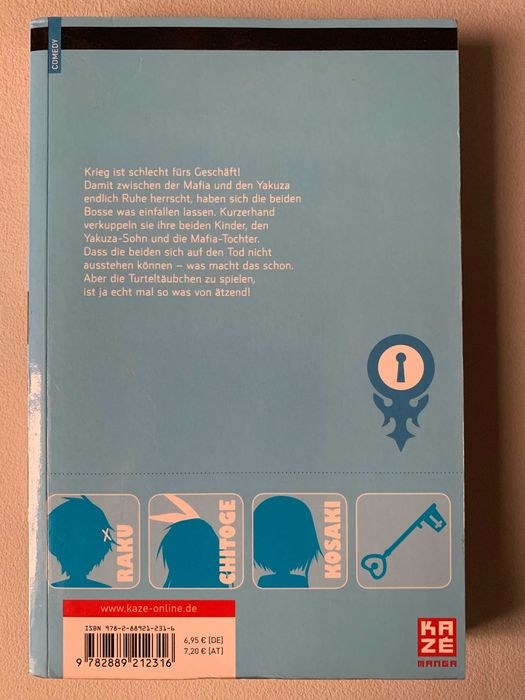 COMEDY
Krieg ist schlecht fürs Geschäft!
Damit zwischen der Mafia und den Yakuza
endlich Ruhe herrscht, haben sich die beiden
Bosse was einfallen lassen. Kurzerhand
verkuppeln sie ihre beiden Kinder, den
Yakuza-Sohn und die Mafia-Tochter.
Dass die beiden sich auf den Tod nicht
ausstehen können – was macht das schon.
Aber die Turteltäubchen zu spielen,
ist ja echt mal so was von ätzend!
RAKU
CHITOGE
KOSAKI
www.kaze-online.de
ISBN 978-2-88921-231-6
6,95 € (DE)
7,20 € (AT)
9 782889 212316
KAZÉ
MANGA